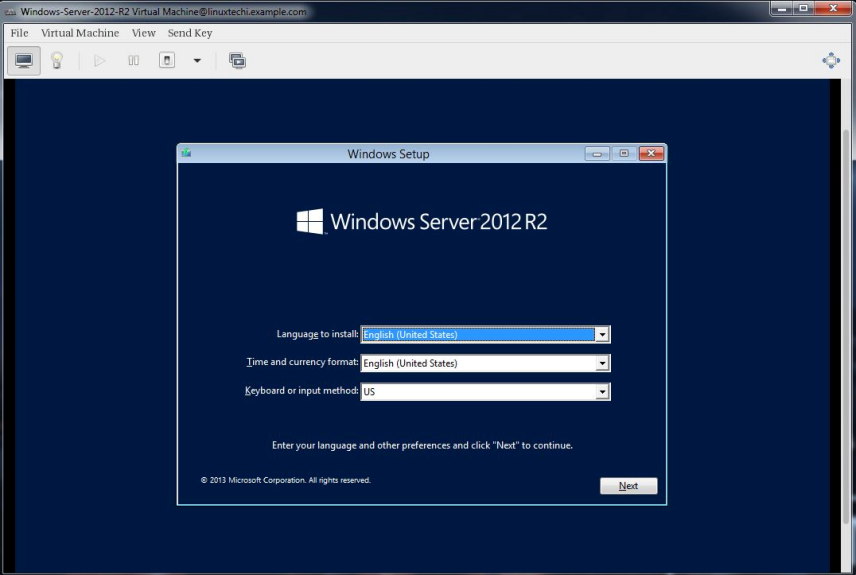 Windows-Server-2012-R2 Virtual Machine@linuxtechi.example.com
File Virtual Machine View Send Key
Windows Setup
Windows Server 2012 R2
Language to install: English (United States)
Time and currency format: English (United States)
Keyboard or input method: US
Enter your language and other preferences and click "Next" to continue.
© 2013 Microsoft Corporation. All rights reserved.
Next